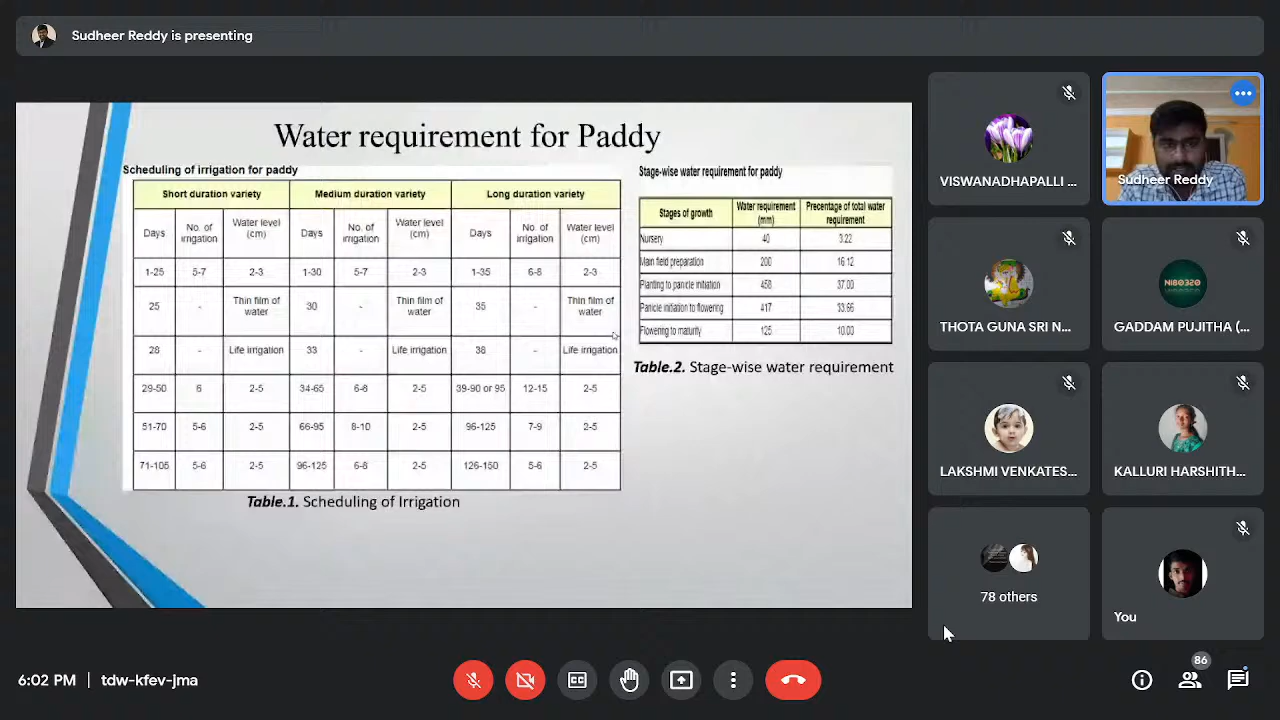 Sudheer Reddy is presenting
Water requirement for Paddy
Scheduling of irrigation for paddy
Short duration variety Medium duration variety Long duration variety
Days No. of irrigation Water level (cm) Days No. of irrigation Water level (cm) Days No. of irrigation Water level (cm)
1-25 5-7 2-3 1-30 5-7 2-3 1-35 6-8 2-3
25 - Thin film of water 30 - Thin film of water 35 - Thin film of water
28 - Life irrigation 33 - Life irrigation 38 - Life irrigation
29-50 6 2-5 34-65 6-8 2-5 39-90 or 95 12-15 2-5
51-70 5-6 2-5 66-95 8-10 2-5 96-125 7-9 2-5
71-105 5-6 2-5 96-125 6-8 2-5 126-150 5-6 2-5
Table.1. Scheduling of Irrigation
Stage-wise water requirement for paddy
Stages of growth Water requirement (mm) Precentage of total water requirement
Nursery 40 3.22
Main field preparation 200 16.12
Planting to panicle initiation 458 37.00
Panicle initiation to flowering 417 33.66
Flowering to maturity 125 10.00
Table.2. Stage-wise water requirement
VISWANADHAPALLI ...
Sudheer Reddy
THOTA GUNA SRI N...
NIBO320
GADDAM PUJITHA (...
LAKSHMI VENKATES...
KALLURI HARSHITH...
78 others
You
6:02 PM | tdw-kfev-jma
CC
86